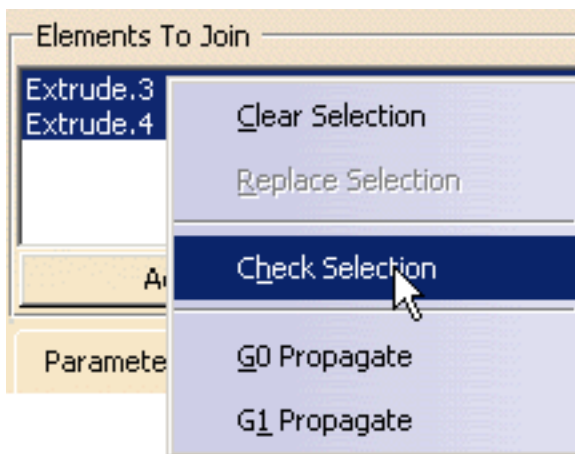 Elements To Join
Extrude.3
Extrude.4
Clear Selection
Replace Selection
Check Selection
G0 Propagate
G1 Propagate